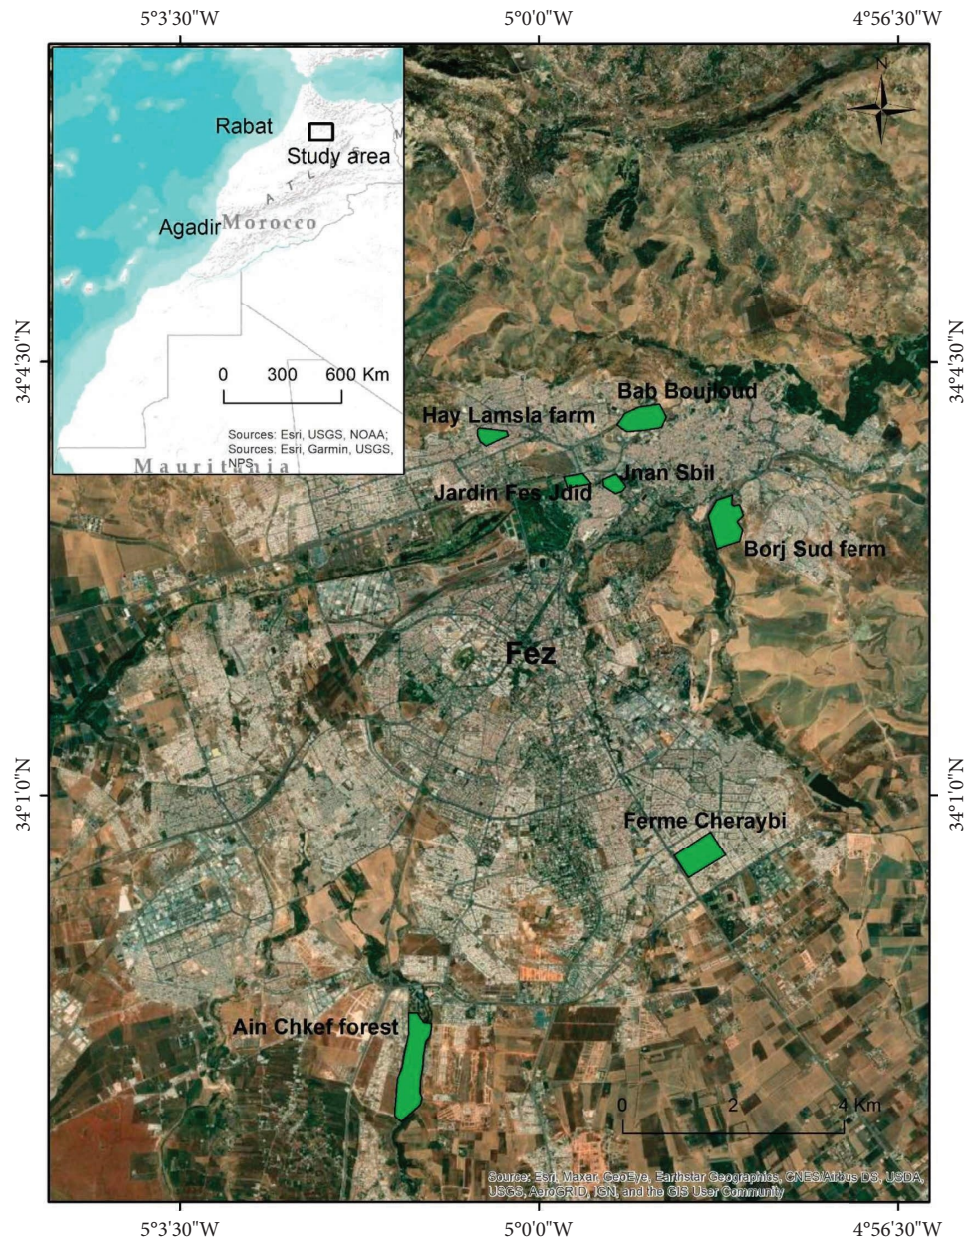 5°3'30"W
5°0'0"W
4°56'30"W
N
Rabat
M
Study area
ATLAS
Agadir
Morocco
34°4'30"N
34°4'30"N
0 300 600 Km
Bab Boujloud
Hay Lamsla farm
Sources: Esri, USGS, NOAA;
Sources: Esri, Garmin, USGS,
NPS
Mauritania
Jnan Sbil
Jardin Fes Jdid
Borj Sud ferm
Fez
34°1'0"N
34°1'0"N
Ferme Cheraybi
Ain Chkef forest
0 2 4 Km
Source: Esri, Maxar, GeoEye, Earthstar Geographics, CNES/Airbus DS, USDA,
USGS, AeroGRID, IGN, and the GIS User Community
5°3'30"W
5°0'0"W
4°56'30"W